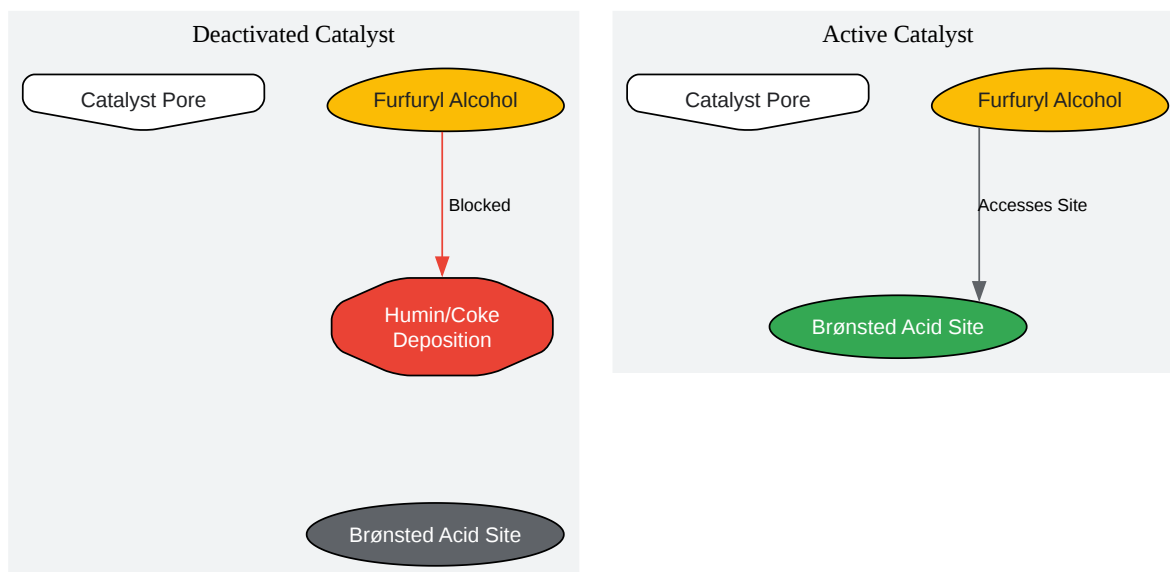 Deactivated Catalyst
Catalyst Pore
Furfuryl Alcohol
Blocked
Humin/Coke
Deposition
Brønsted Acid Site
Active Catalyst
Catalyst Pore
Furfuryl Alcohol
Accesses Site
Brønsted Acid Site